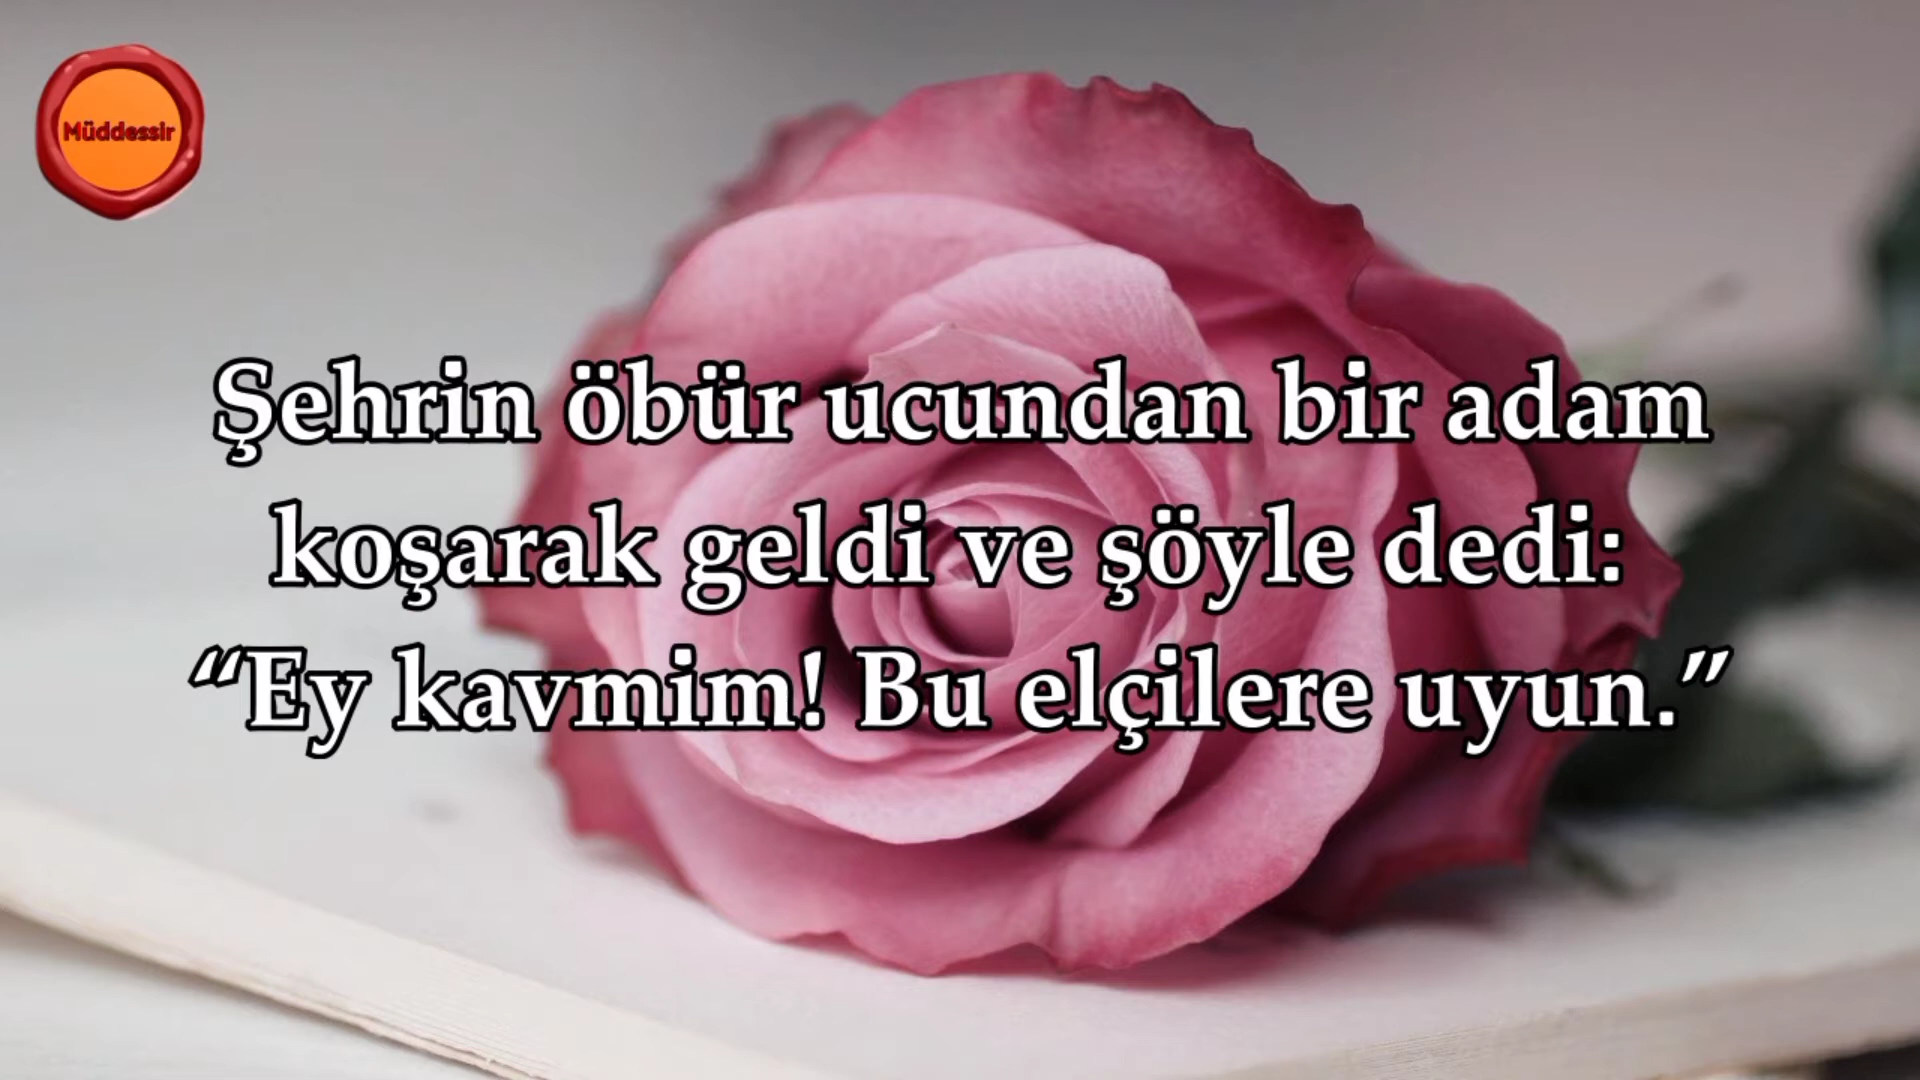 Müddessir
Şehrin öbür ucundan bir adam
koşarak geldi ve şöyle dedi:
“Ey kavmim! Bu elçilere uyun.”